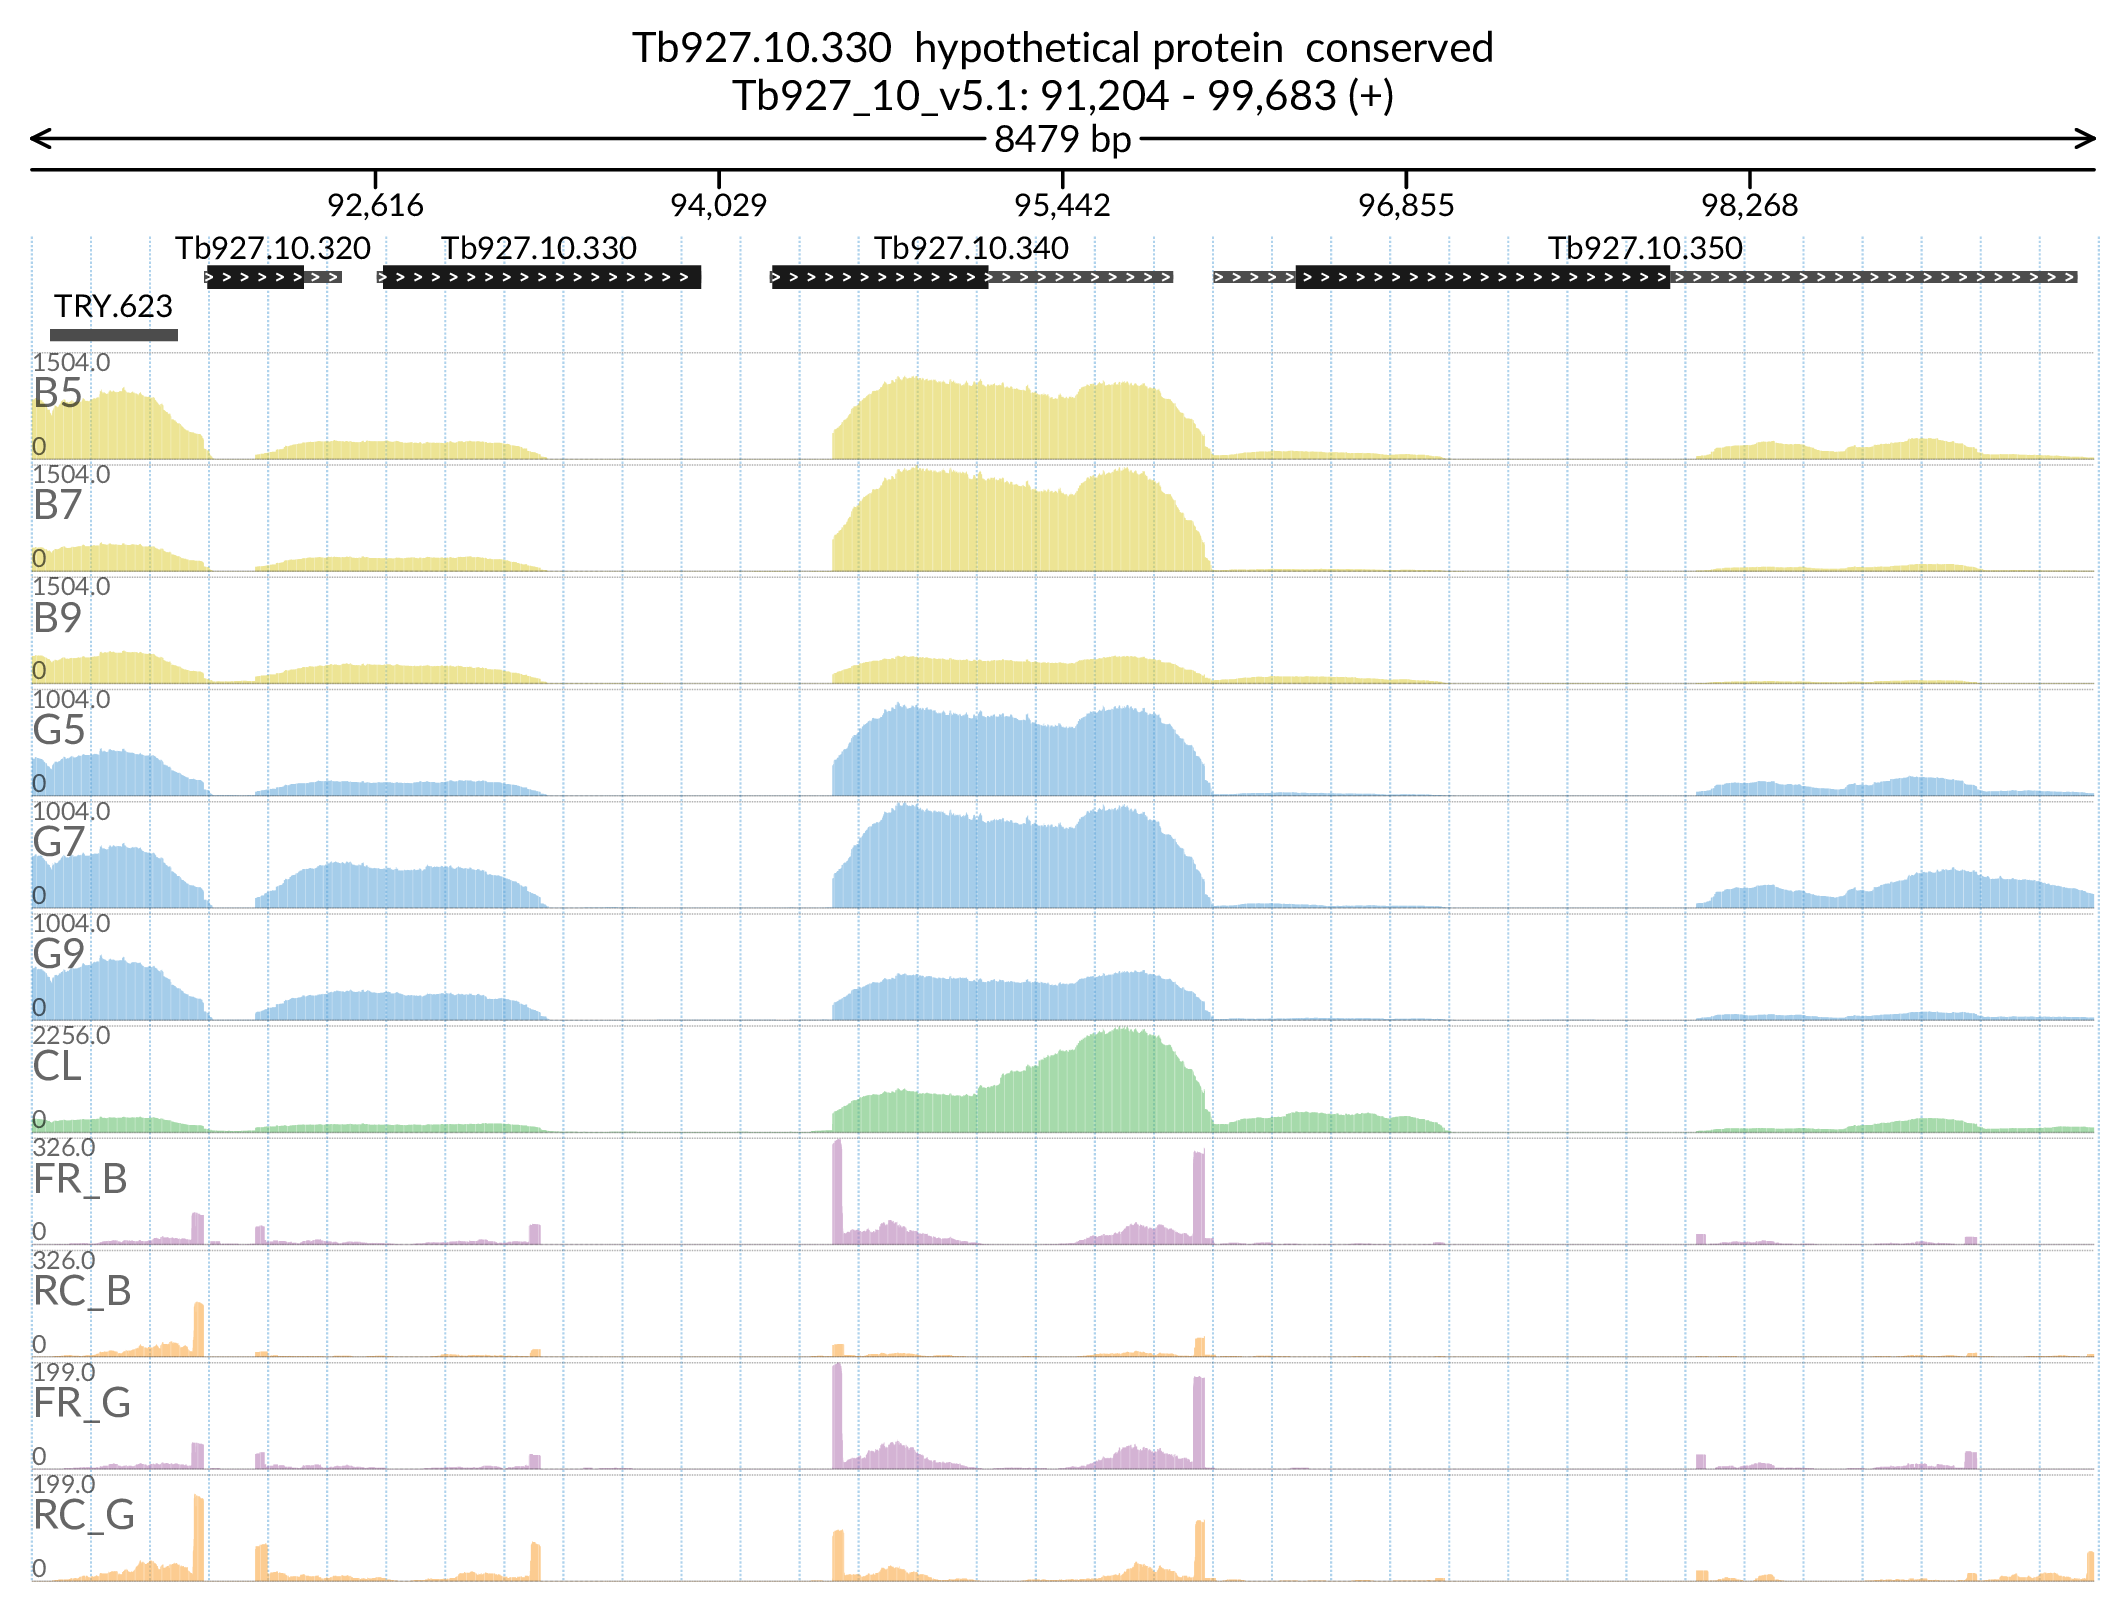 Tb927.10.330  hypothetical protein  conserved
Tb927_10_v5.1: 91,204 - 99,683 (+)
8479 bp
92,616 94,029 95,442 96,855 98,268
Tb927.10.320 Tb927.10.330 Tb927.10.340 Tb927.10.350
TRY.623
1504.0
B5
0
1504.0
B7
0
1504.0
B9
0
1004.0
G5
0
1004.0
G7
0
1004.0
G9
0
2256.0
CL
0
326.0
FR_B
0
326.0
RC_B
0
199.0
FR_G
0
199.0
RC_G
0